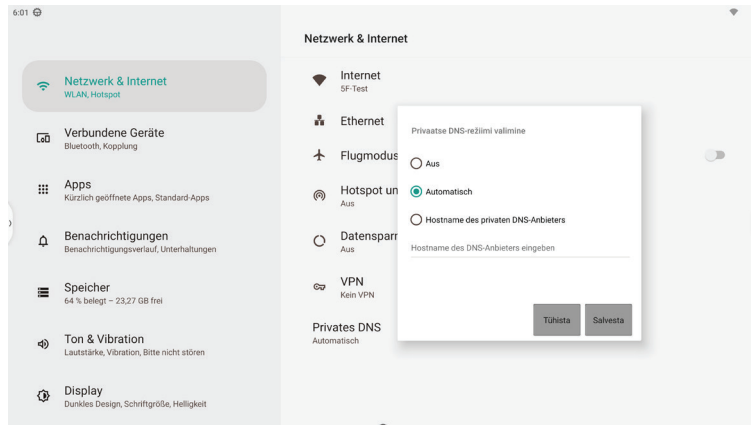 6:01
Netzwerk & Internet
WLAN, Hotspot
Verbundene Geräte
Bluetooth, Kopplung
Apps
Kürzlich geöffnete Apps, Standard-Apps
Benachrichtigungen
Benachrichtigungsverlauf, Unterhaltungen
Speicher
64 % belegt – 23,27 GB frei
Ton & Vibration
Lautstärke, Vibration, Bitte nicht stören
Display
Dunkles Design, Schriftgröße, Helligkeit
Netzwerk & Internet
Internet
5F-Test
Ethernet
Flugmodus
Hotspot un
Aus
Datenspar
Aus
VPN
Kein VPN
Privates DNS
Automatisch
Privaatse DNS-režiimi valimine
Aus
Automatisch
Hostname des privaten DNS-Anbieters
Hostname des DNS-Anbieters eingeben
Tühista
Salvesta